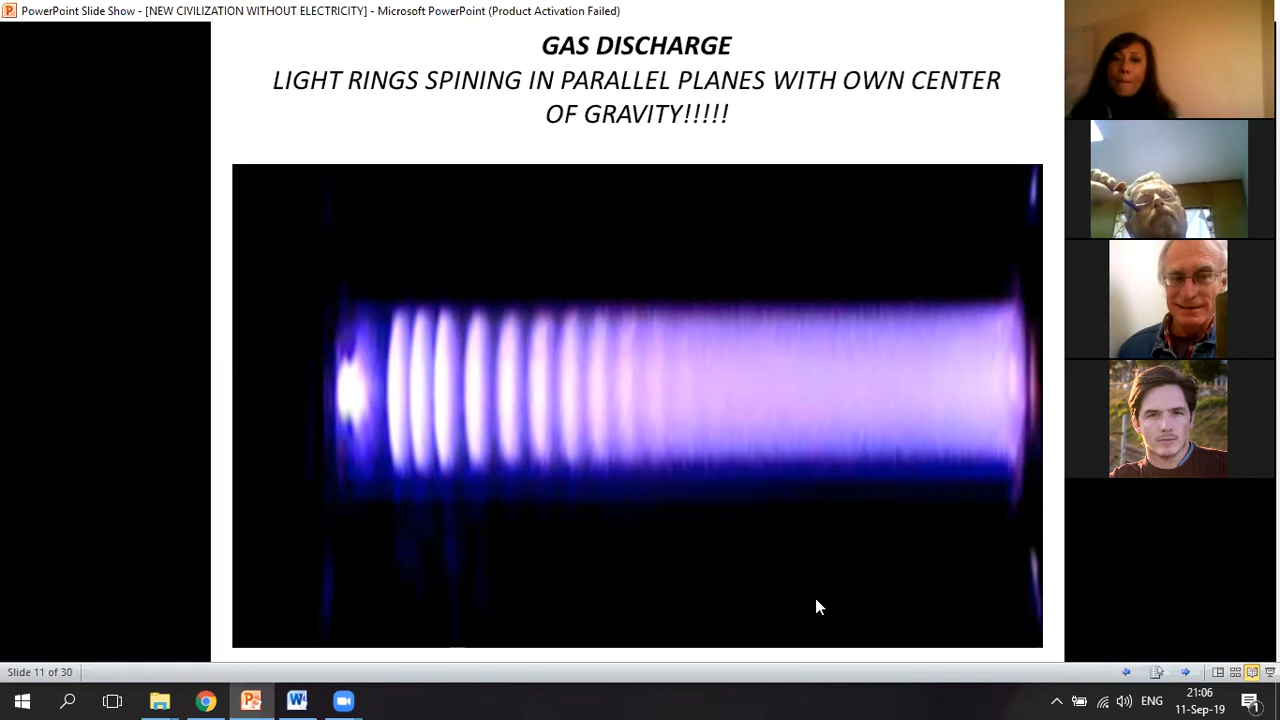 PowerPoint Slide Show - [NEW CIVILIZATION WITHOUT ELECTRICITY] - Microsoft PowerPoint (Product Activation Failed)
GAS DISCHARGE
LIGHT RINGS SPINING IN PARALLEL PLANES WITH OWN CENTER
OF GRAVITY!!!!!
Slide 11 of 30
ENG
21:06
11-Sep-19
1